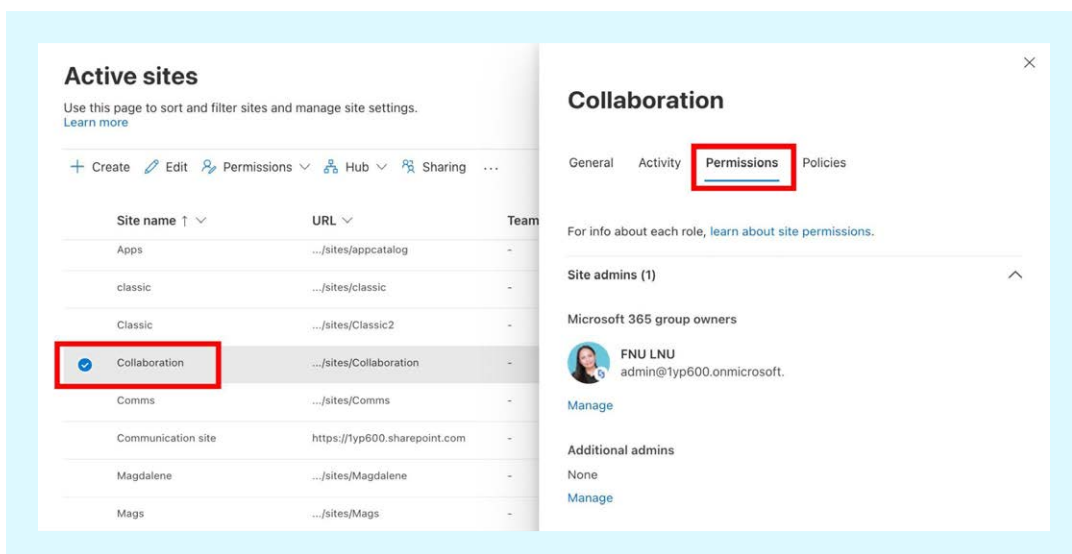 Active sites
Use this page to sort and filter sites and manage site settings.
Learn more
Create Edit Permissions Hub Sharing ...
Site name ↑ URL Team
Apps .../sites/appcatalog -
classic .../sites/classic -
Classic .../sites/Classic2 -
Collaboration .../sites/Collaboration -
Comms .../sites/Comms -
Communication site https://1yp600.sharepoint.com -
Magdalene .../sites/Magdalene -
Mags .../sites/Mags -
Collaboration
General Activity Permissions Policies
For info about each role, learn about site permissions.
Site admins (1)
Microsoft 365 group owners
FNU LNU
admin@1yp600.onmicrosoft.
Manage
Additional admins
None
Manage